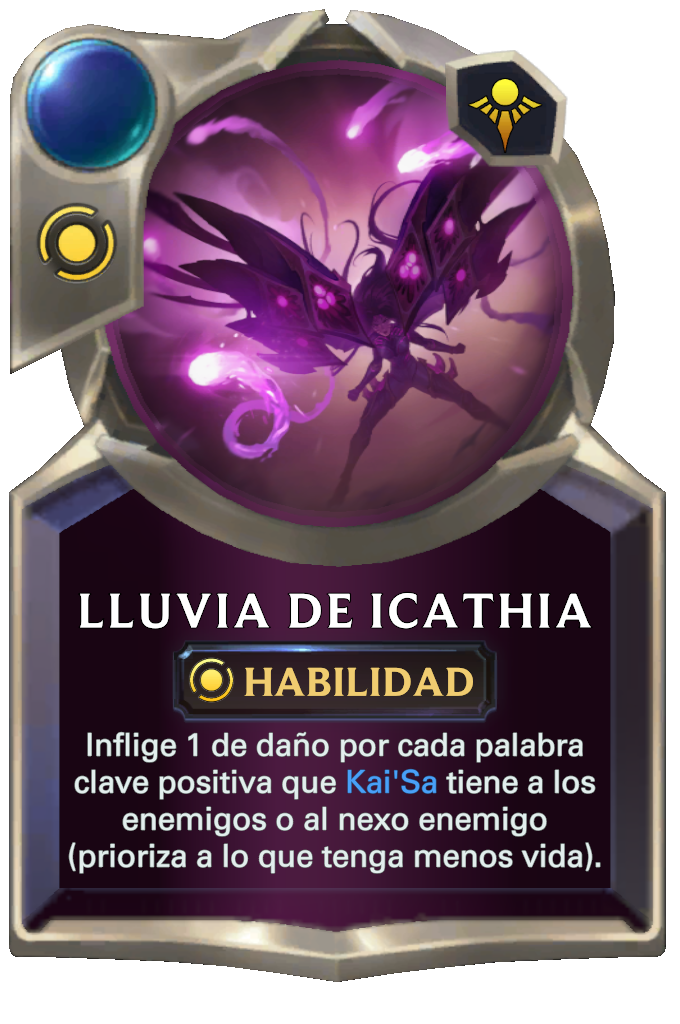 LLUVIA DE ICATHIA
HABILIDAD
Inflige 1 de daño por cada palabra
clave positiva que Kai'Sa tiene a los
enemigos o al nexo enemigo
(prioriza a lo que tenga menos vida).